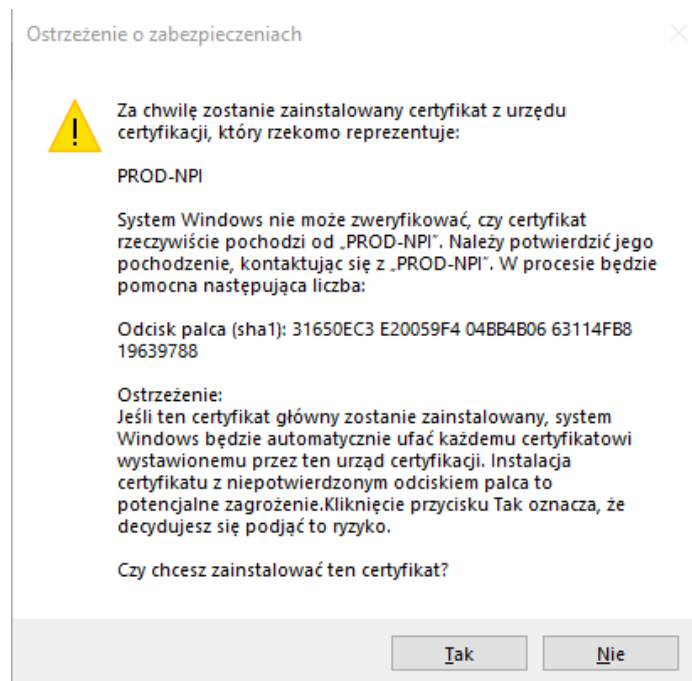 Ostrzeżenie o zabezpieczeniach
Za chwilę zostanie zainstalowany certyfikat z urzędu
certyfikacji, który rzekomo reprezentuje:
PROD-NPI
System Windows nie może zweryfikować, czy certyfikat
rzeczywiście pochodzi od „PROD-NPI”. Należy potwierdzić jego
pochodzenie, kontaktując się z „PROD-NPI”. W procesie będzie
pomocna następująca liczba:
Odcisk palca (sha1): 31650EC3 E20059F4 04BB4B06 63114FB8
19639788
Ostrzeżenie:
Jeśli ten certyfikat główny zostanie zainstalowany, system
Windows będzie automatycznie ufać każdemu certyfikatowi
wystawionemu przez ten urząd certyfikacji. Instalacja
certyfikatu z niepotwierdzonym odciskiem palca to
potencjalne zagrożenie.Kliknięcie przycisku Tak oznacza, że
decydujesz się podjąć to ryzyko.
Czy chcesz zainstalować ten certyfikat?
Tak
Nie